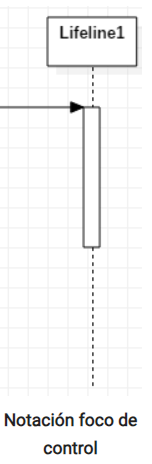 Lifeline1
Notación foco de
control